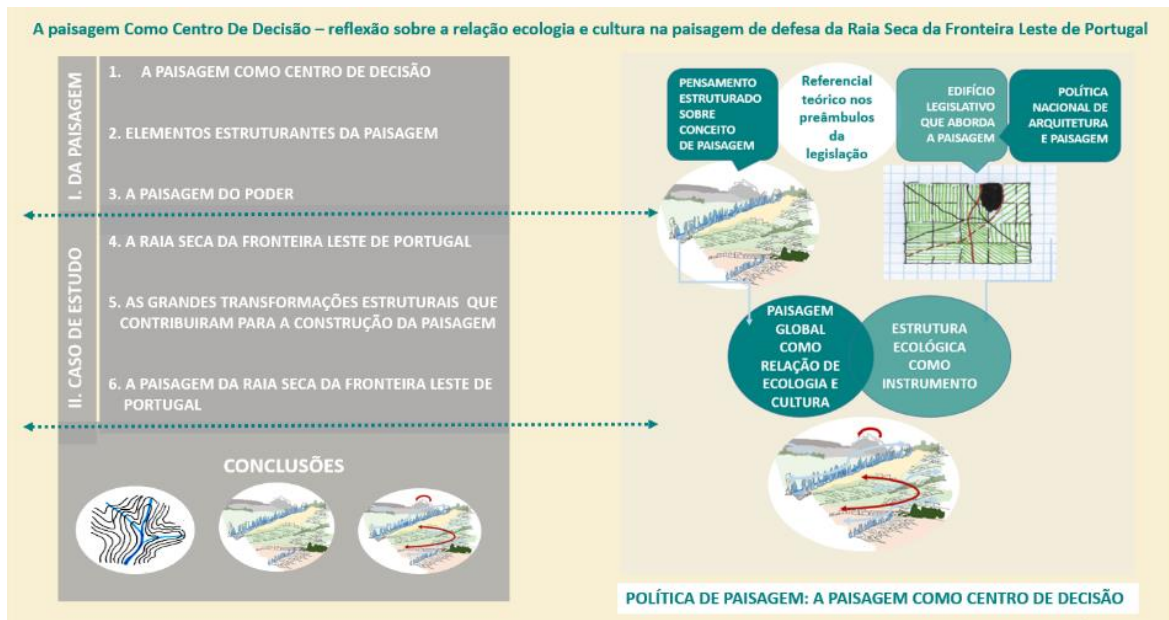 A paisagem Como Centro De Decisão – reflexão sobre a relação ecologia e cultura na paisagem de defesa da Raia Seca da Fronteira Leste de Portugal
I. DA PAISAGEM
1. A PAISAGEM COMO CENTRO DE DECISÃO
2. ELEMENTOS ESTRUTURANTES DA PAISAGEM
3. A PAISAGEM DO PODER
II. CASO DE ESTUDO
4. A RAIA SECA DA FRONTEIRA LESTE DE PORTUGAL
5. AS GRANDES TRANSFORMAÇÕES ESTRUTURAIS QUE
CONTRIBUIRAM PARA A CONSTRUÇÃO DA PAISAGEM
6. A PAISAGEM DA RAIA SECA DA FRONTEIRA LESTE DE
PORTUGAL
CONCLUSÕES
PENSAMENTO
ESTRUTURADO
SOBRE
CONCEITO
DE PAISAGEM
Referencial
teórico nos
preâmbulos
da
legislação
EDIFÍCIO
LEGISLATIVO
QUE ABORDA
A PAISAGEM
POLÍTICA
NACIONAL DE
ARQUITETURA
E PAISAGEM
PAISAGEM
GLOBAL
COMO
RELAÇÃO DE
ECOLOGIA E
CULTURA
ESTRUTURA
ECOLÓGICA
COMO
INSTRUMENTO
POLÍTICA DE PAISAGEM: A PAISAGEM COMO CENTRO DE DECISÃO